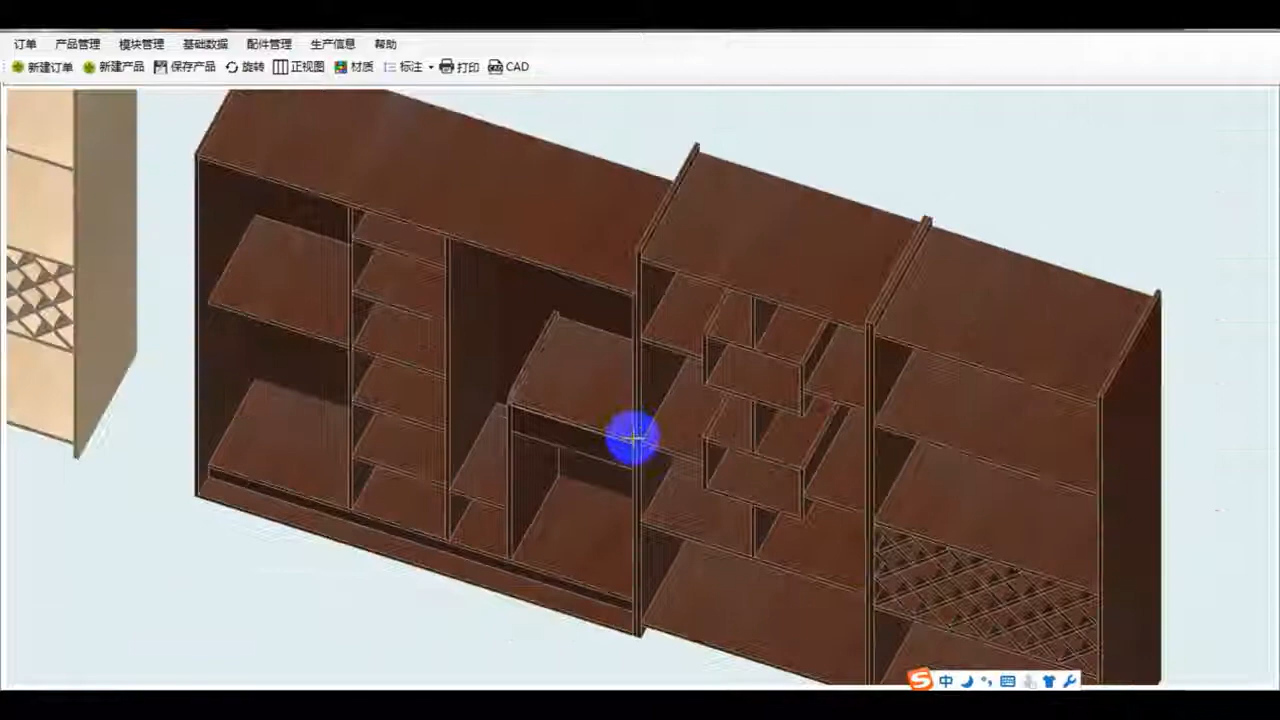 订单 产品管理 模块管理 基础数据 配件管理 生产信息 帮助
新建订单 新建产品 保存产品 旋转 正视图 材质 标注 打印 CAD
中